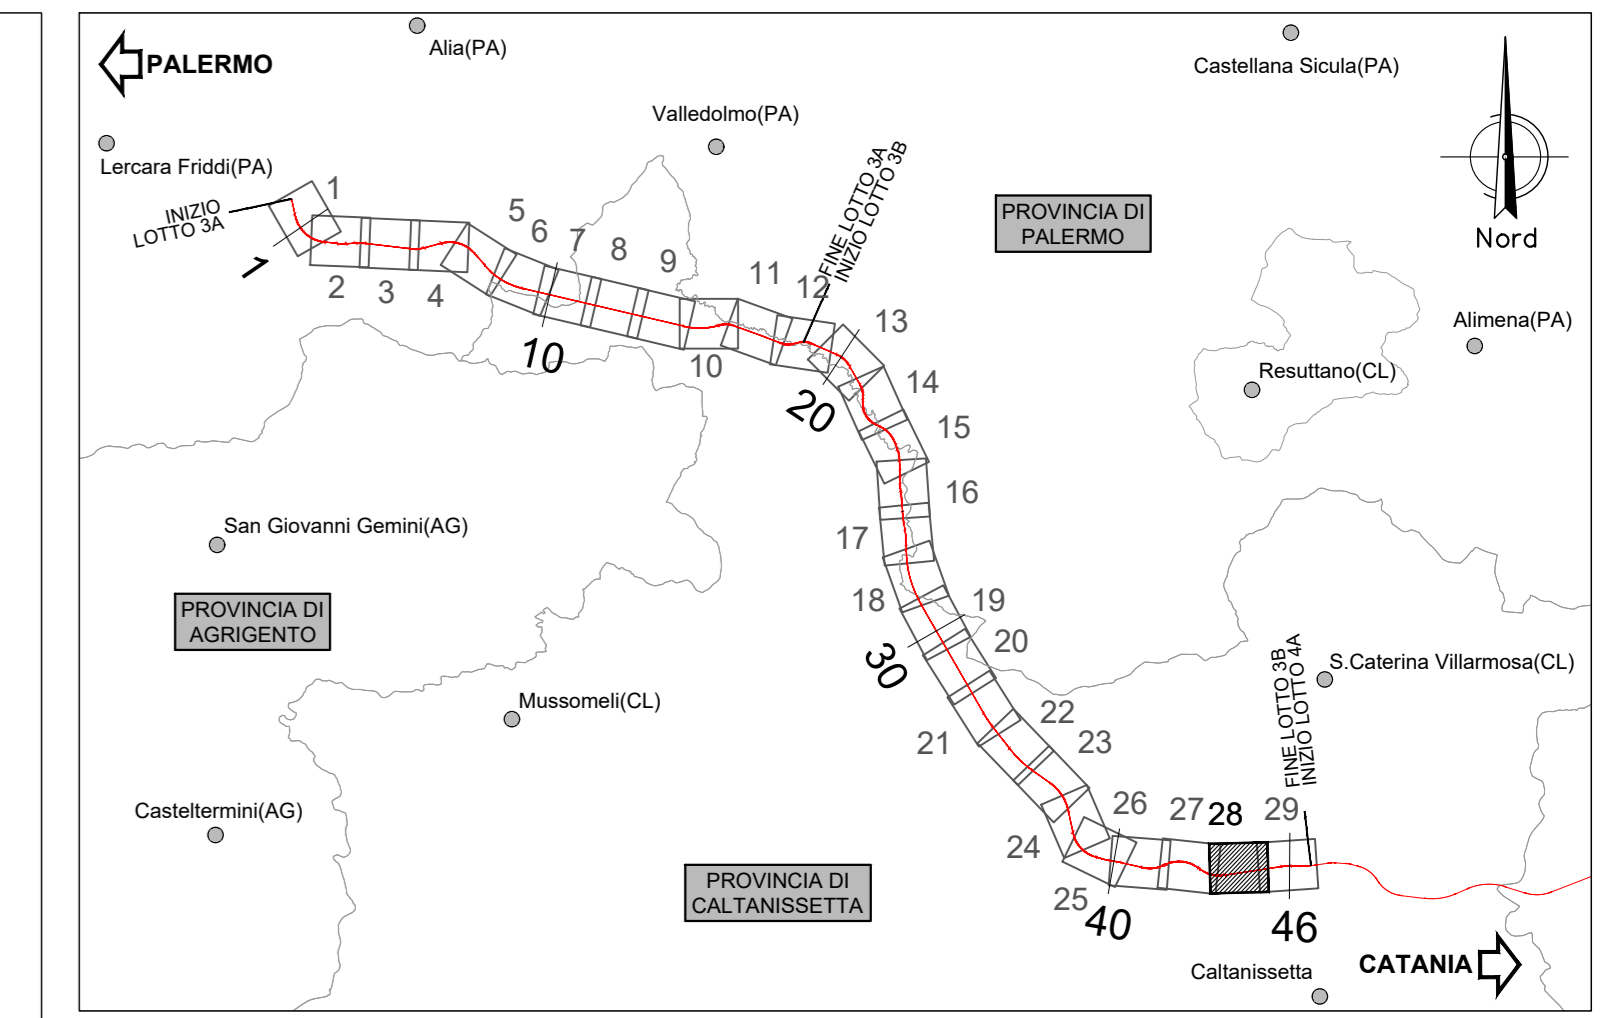 PALERMO
Alia(PA)
Castellana Sicula(PA)
Valledolmo(PA)
Lercara Friddi(PA)
INIZIO
LOTTO 3A
FINE LOTTO 3A
INIZIO LOTTO 3B
PROVINCIA DI
PALERMO
Nord
1
1
2
3
4
5
6
7
8
9
10
10
11
12
13
20
14
15
16
17
18
19
20
30
21
22
23
24
25
26
27
28
29
40
46
Alimena(PA)
Resuttano(CL)
San Giovanni Gemini(AG)
PROVINCIA DI
AGRIGENTO
Mussomeli(CL)
S.Caterina Villarmosa(CL)
FINE LOTTO 3B
INIZIO LOTTO 4A
Casteltermini(AG)
PROVINCIA DI
CALTANISSETTA
Caltanissetta
CATANIA